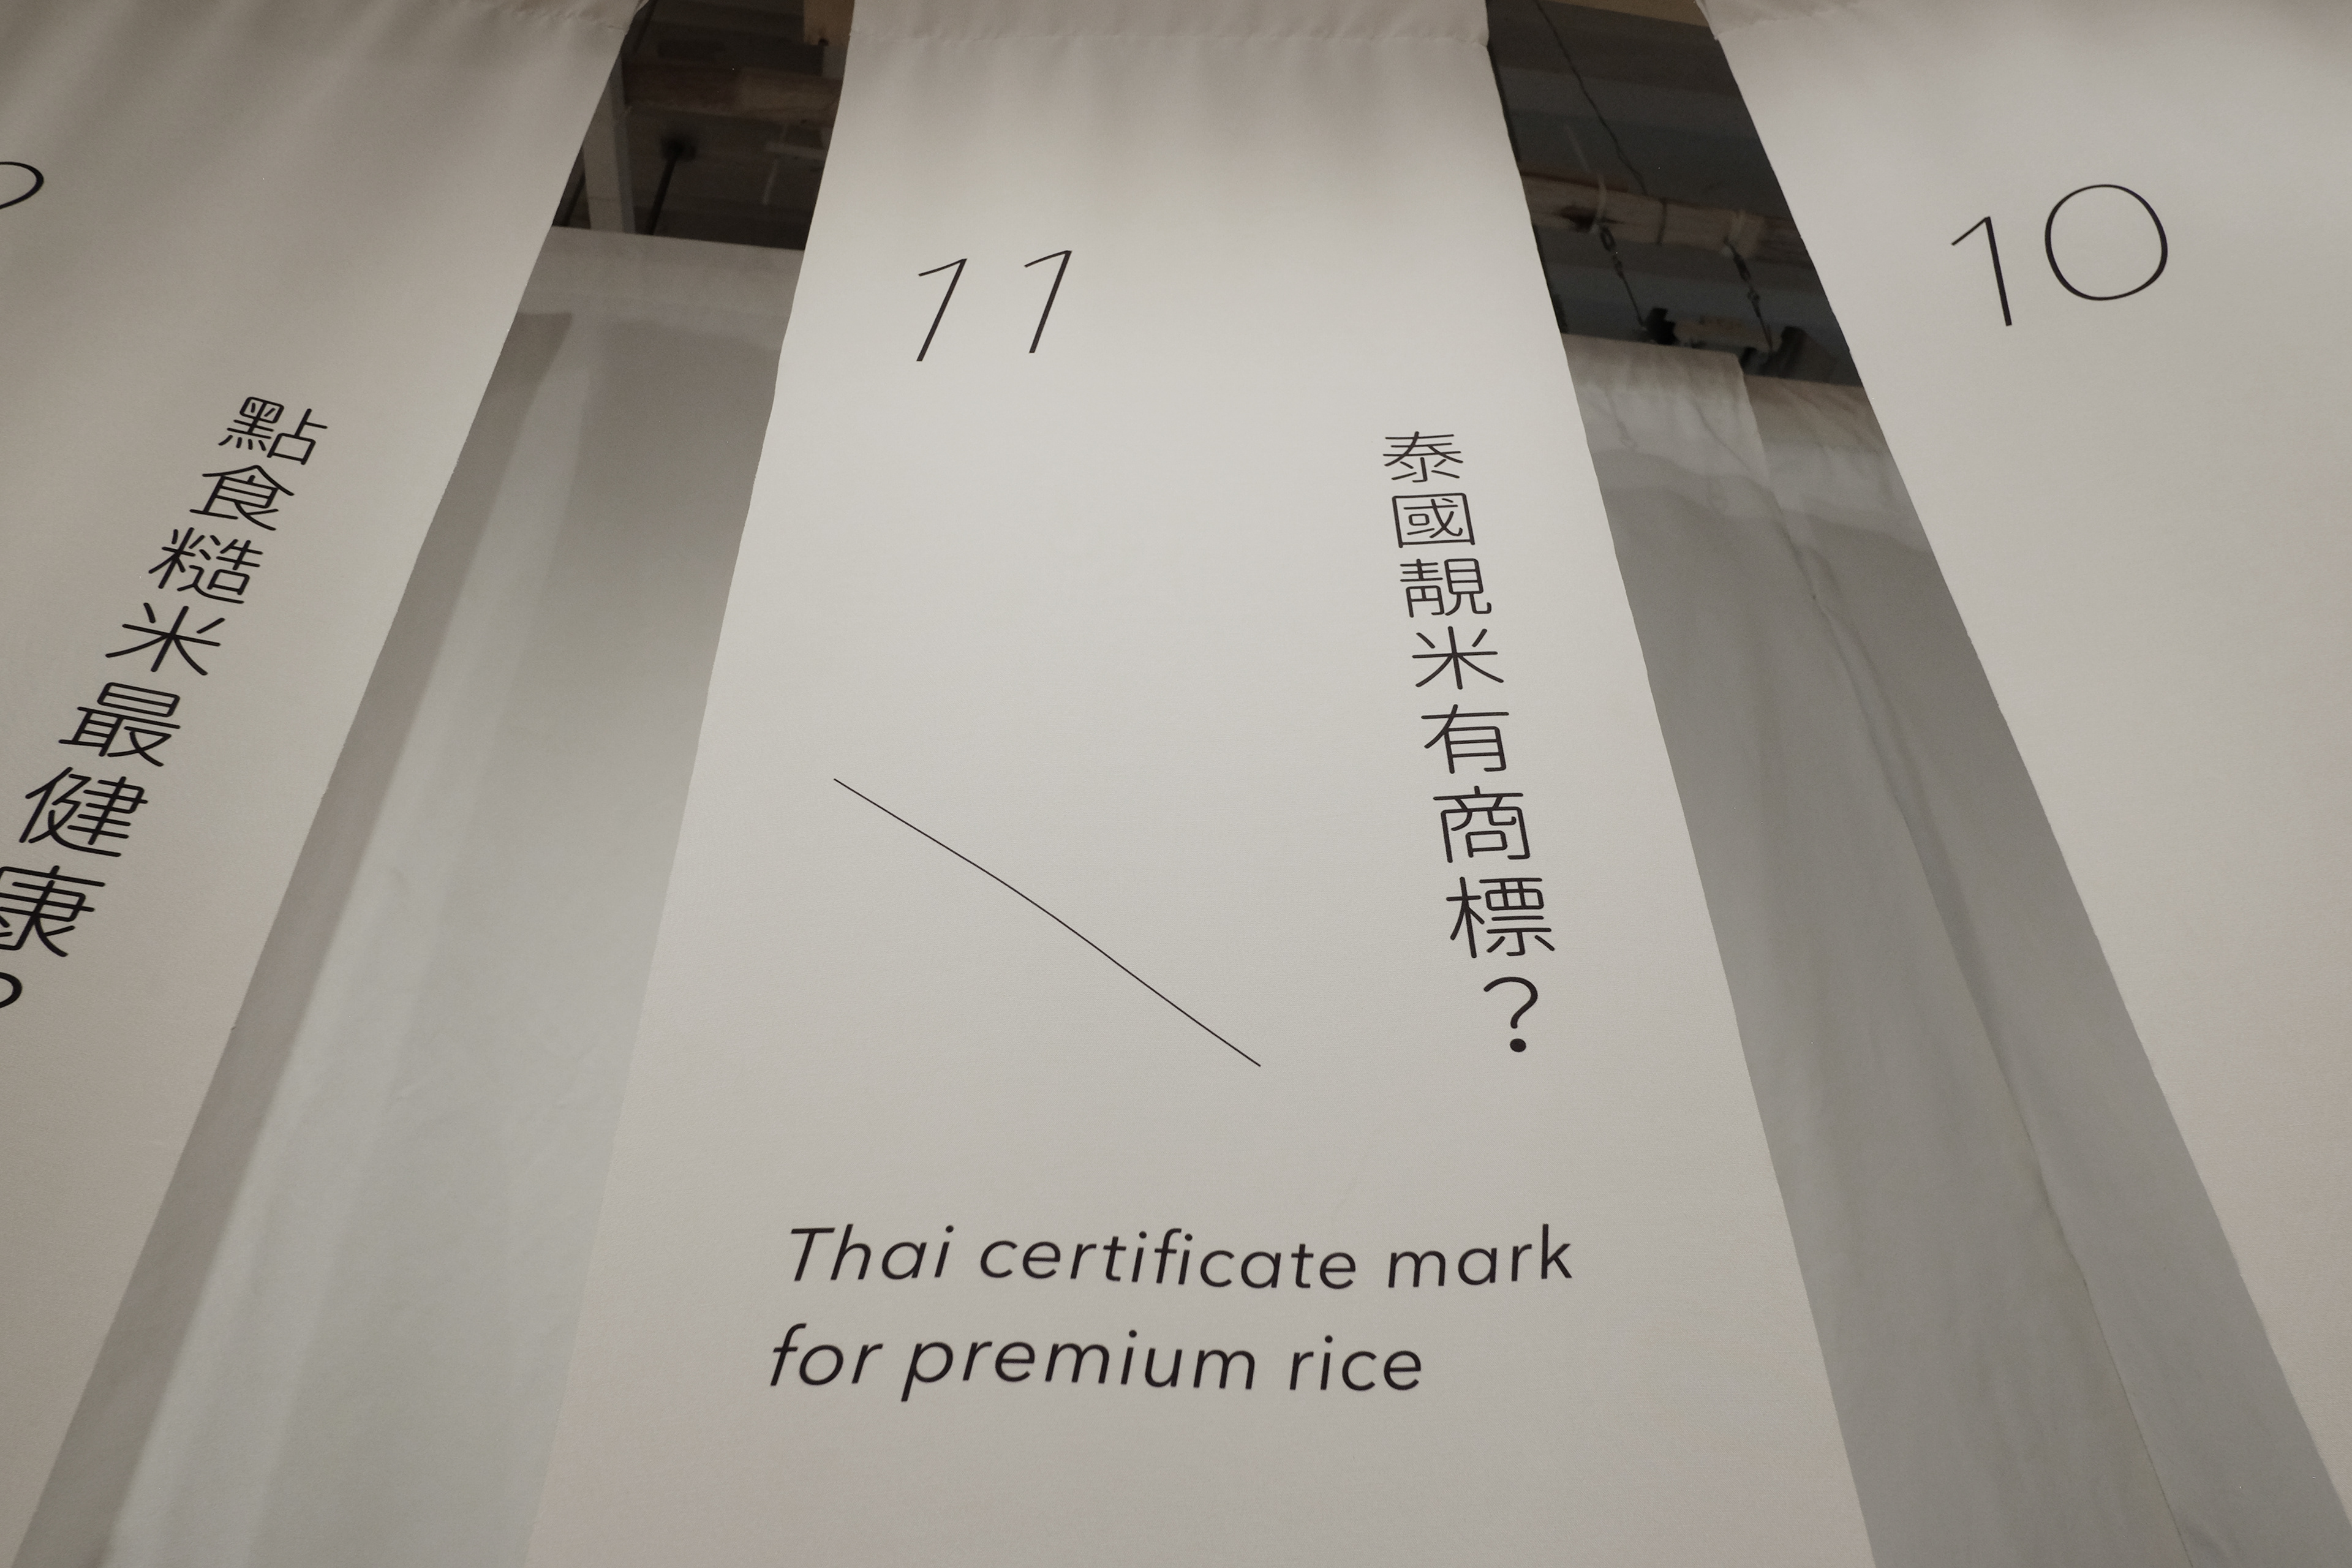 點食糙米最健康?
11
泰國靚米有商標？
Thai certificate mark
for premium rice
10